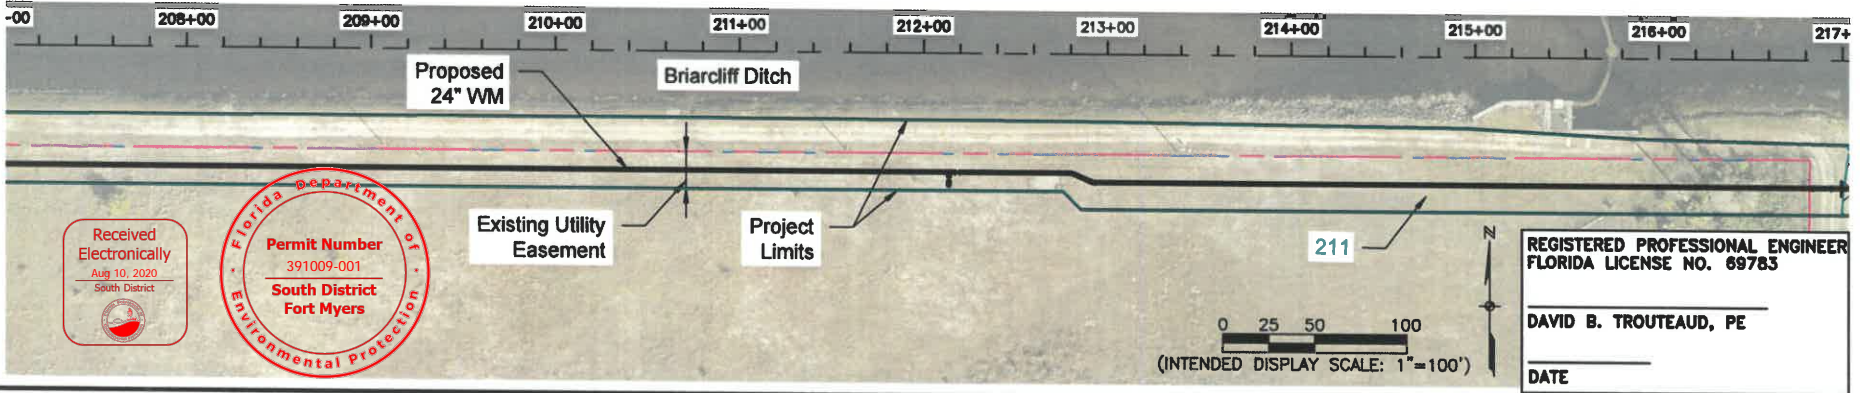 -00
208+00
209+00
210+00
211+00
212+00
213+00
214+00
215+00
216+00
217+
Proposed
24" WM
Briarcliff Ditch
Existing Utility
Easement
Project
Limits
211
N
Received
Electronically
Aug 10, 2020
South District
Florida Department of
Environmental Protection
Permit Number
391009-001
South District
Fort Myers
0 25 50 100
(INTENDED DISPLAY SCALE: 1"=100')
REGISTERED PROFESSIONAL ENGINEER
FLORIDA LICENSE NO. 69783
DAVID B. TROUTEAUD, PE
DATE